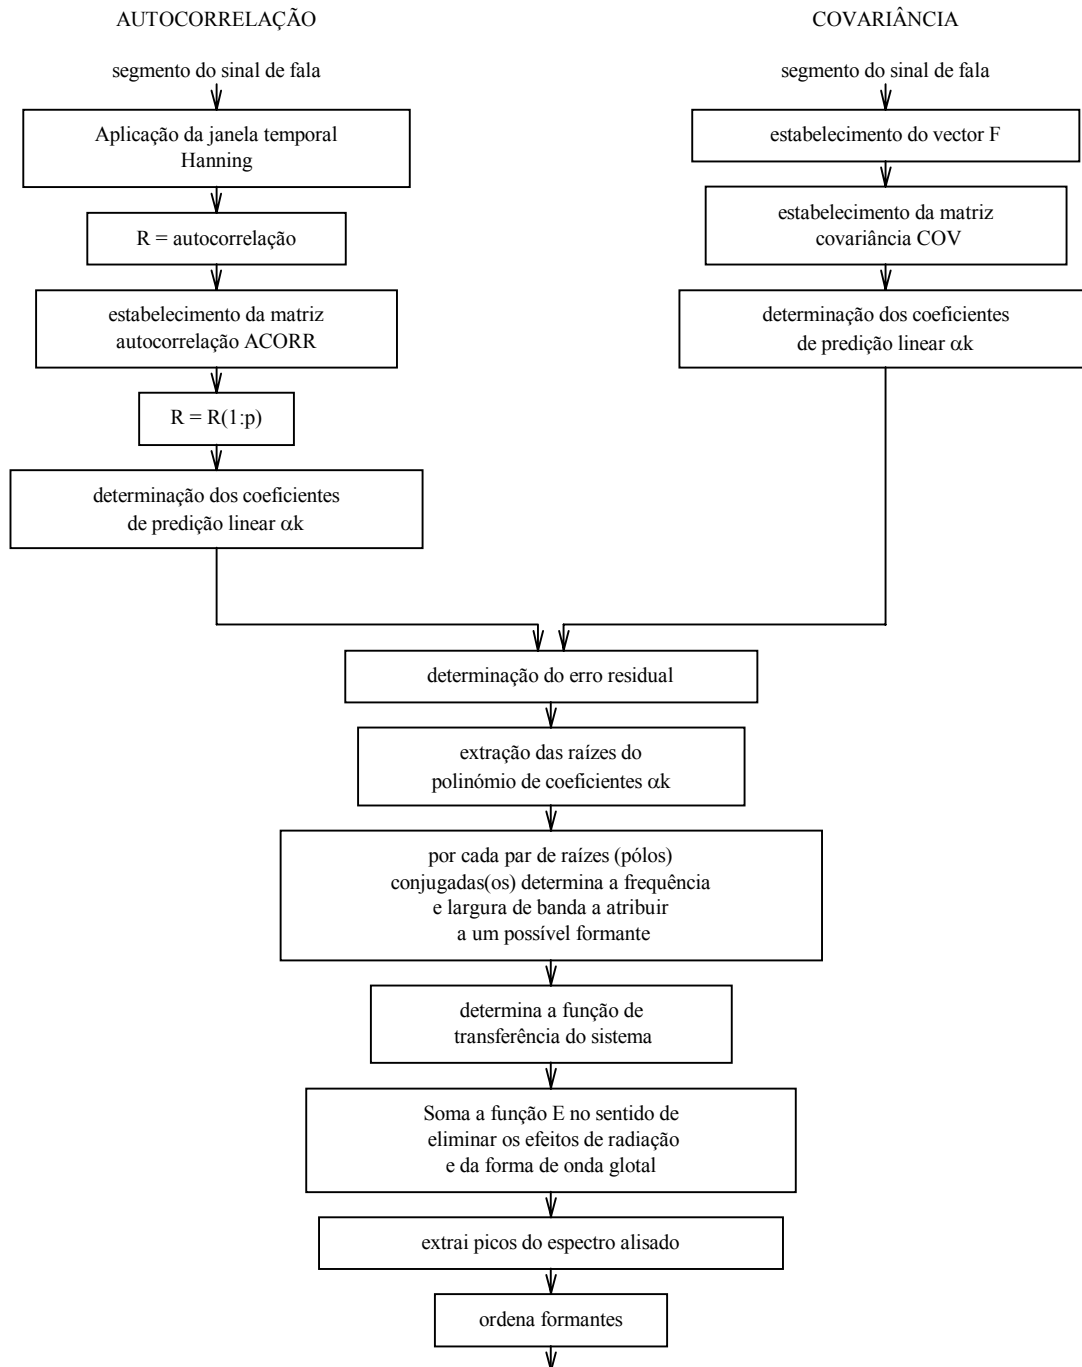 AUTOCORRELAÇÃO
segmento do sinal de fala
Aplicação da janela temporal
Hanning
R = autocorrelação
estabelecimento da matriz
autocorrelação ACORR
R = R(1:p)
determinação dos coeficientes
de predição linear αk
COVARIÂNCIA
segmento do sinal de fala
estabelecimento do vector F
estabelecimento da matriz
covariância COV
determinação dos coeficientes
de predição linear αk
determinação do erro residual
extração das raízes do
polinómio de coeficientes αk
por cada par de raízes (pólos)
conjugadas(os) determina a frequência
e largura de banda a atribuir
a um possível formante
determina a função de
transferência do sistema
Soma a função E no sentido de
eliminar os efeitos de radiação
e da forma de onda glotal
extrai picos do espectro alisado
ordena formantes